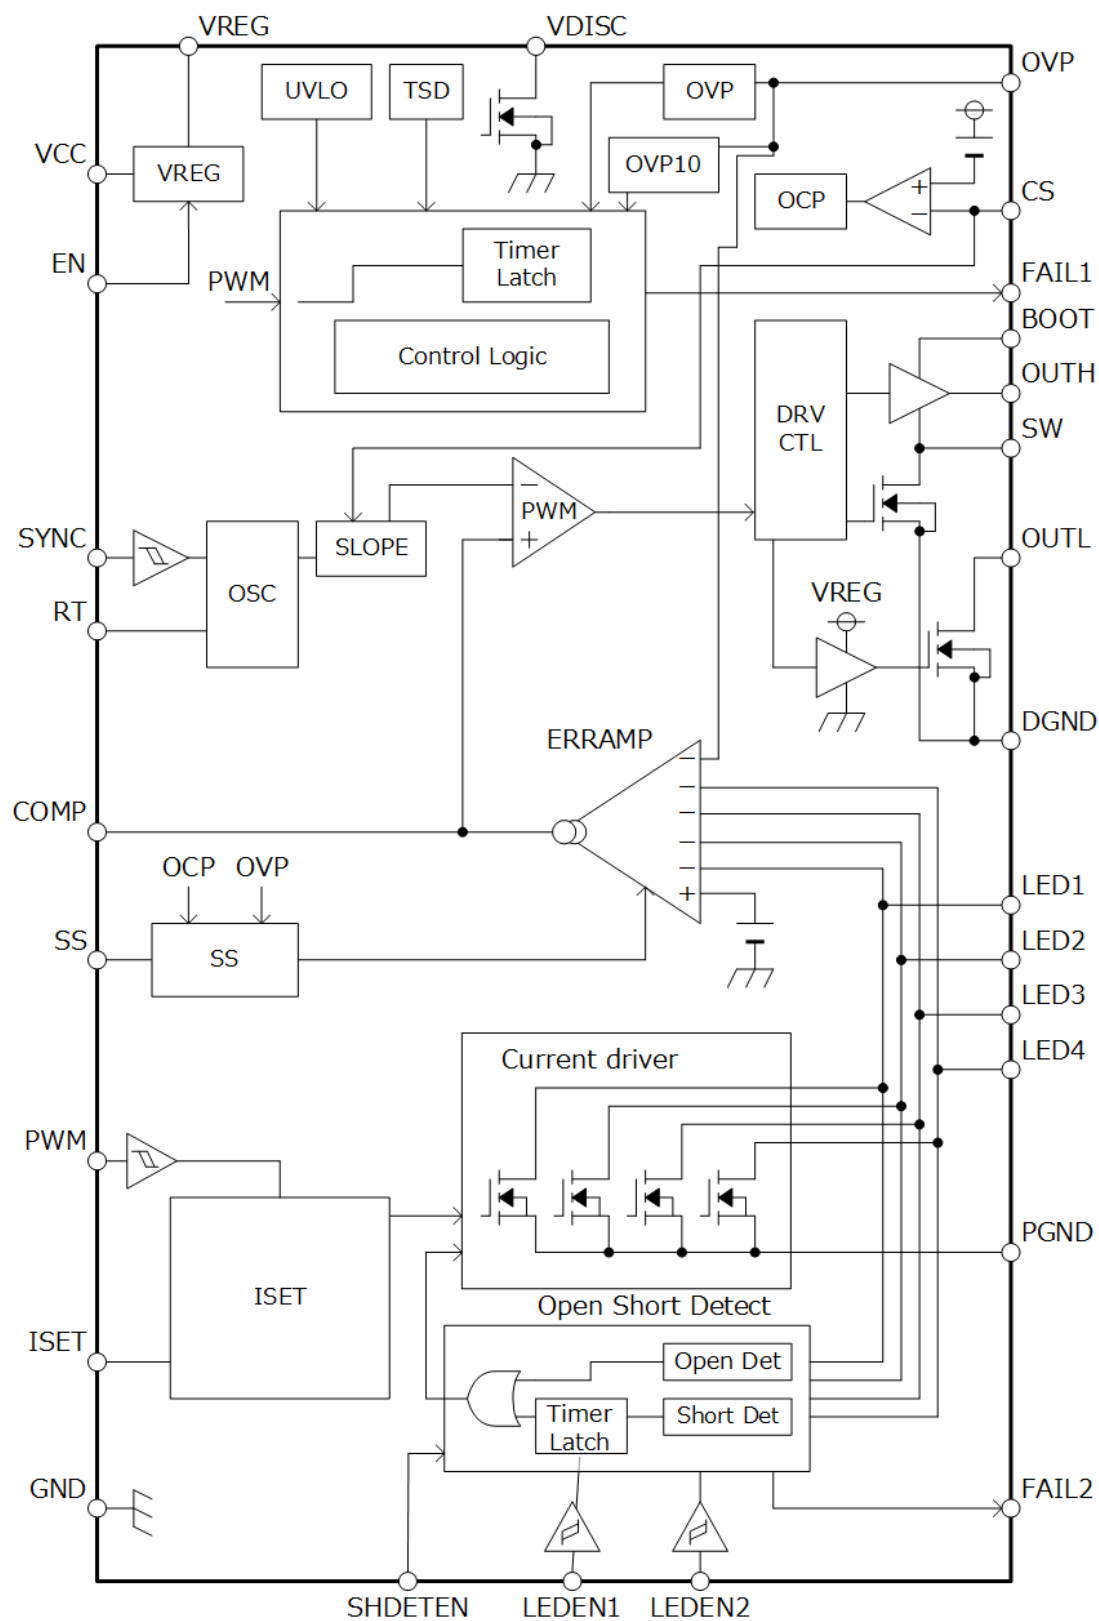 VREG
VDISC
OVP
UVLO
TSD
OVP
VCC
VREG
OVP10
OCP
+
−
CS
EN
PWM
Timer
Latch
FAIL1
BOOT
Control Logic
OUTH
DRV
CTL
SW
−
PWM
+
SYNC
SLOPE
OUTL
OSC
RT
VREG
DGND
ERRAMP
−
−
−
−
−
+
COMP
OCP
OVP
LED1
SS
SS
LED2
LED3
LED4
Current driver
PWM
PGND
ISET
Open Short Detect
ISET
Open Det
Timer
Latch
Short Det
GND
FAIL2
SHDETEN
LEDEN1
LEDEN2